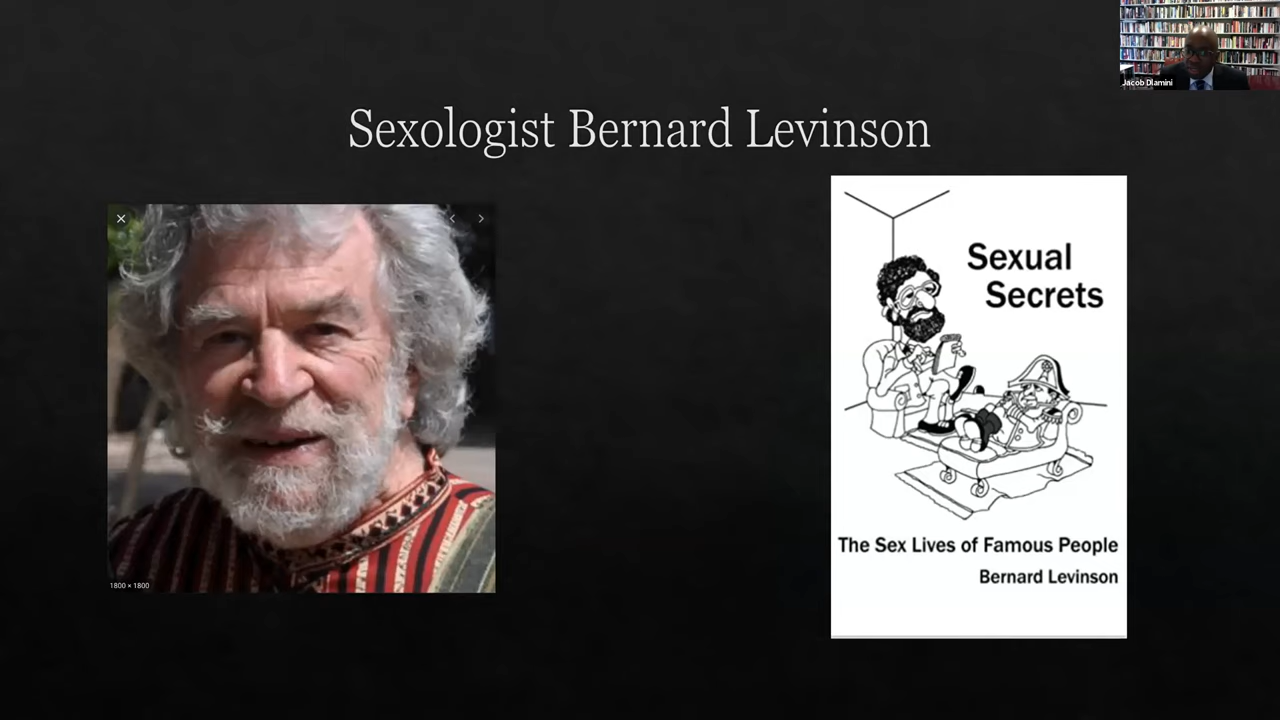 Jacob Dlamini
Sexologist Bernard Levinson
1800 × 1800
Sexual
Secrets
The Sex Lives of Famous People
Bernard Levinson